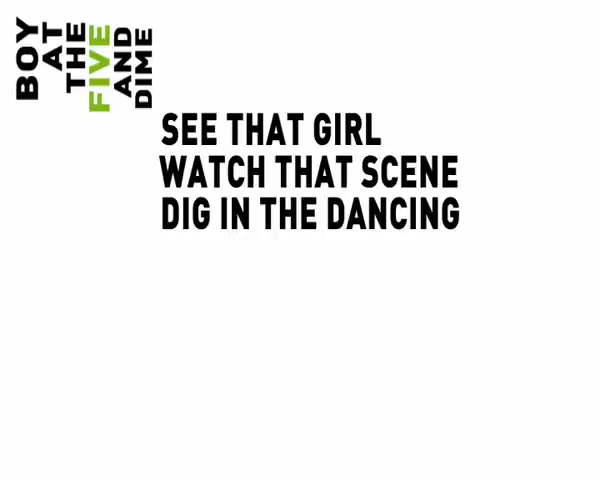 BOY
AT
THE
FIVE
AND
DIME
SEE THAT GIRL
WATCH THAT SCENE
DIG IN THE DANCING